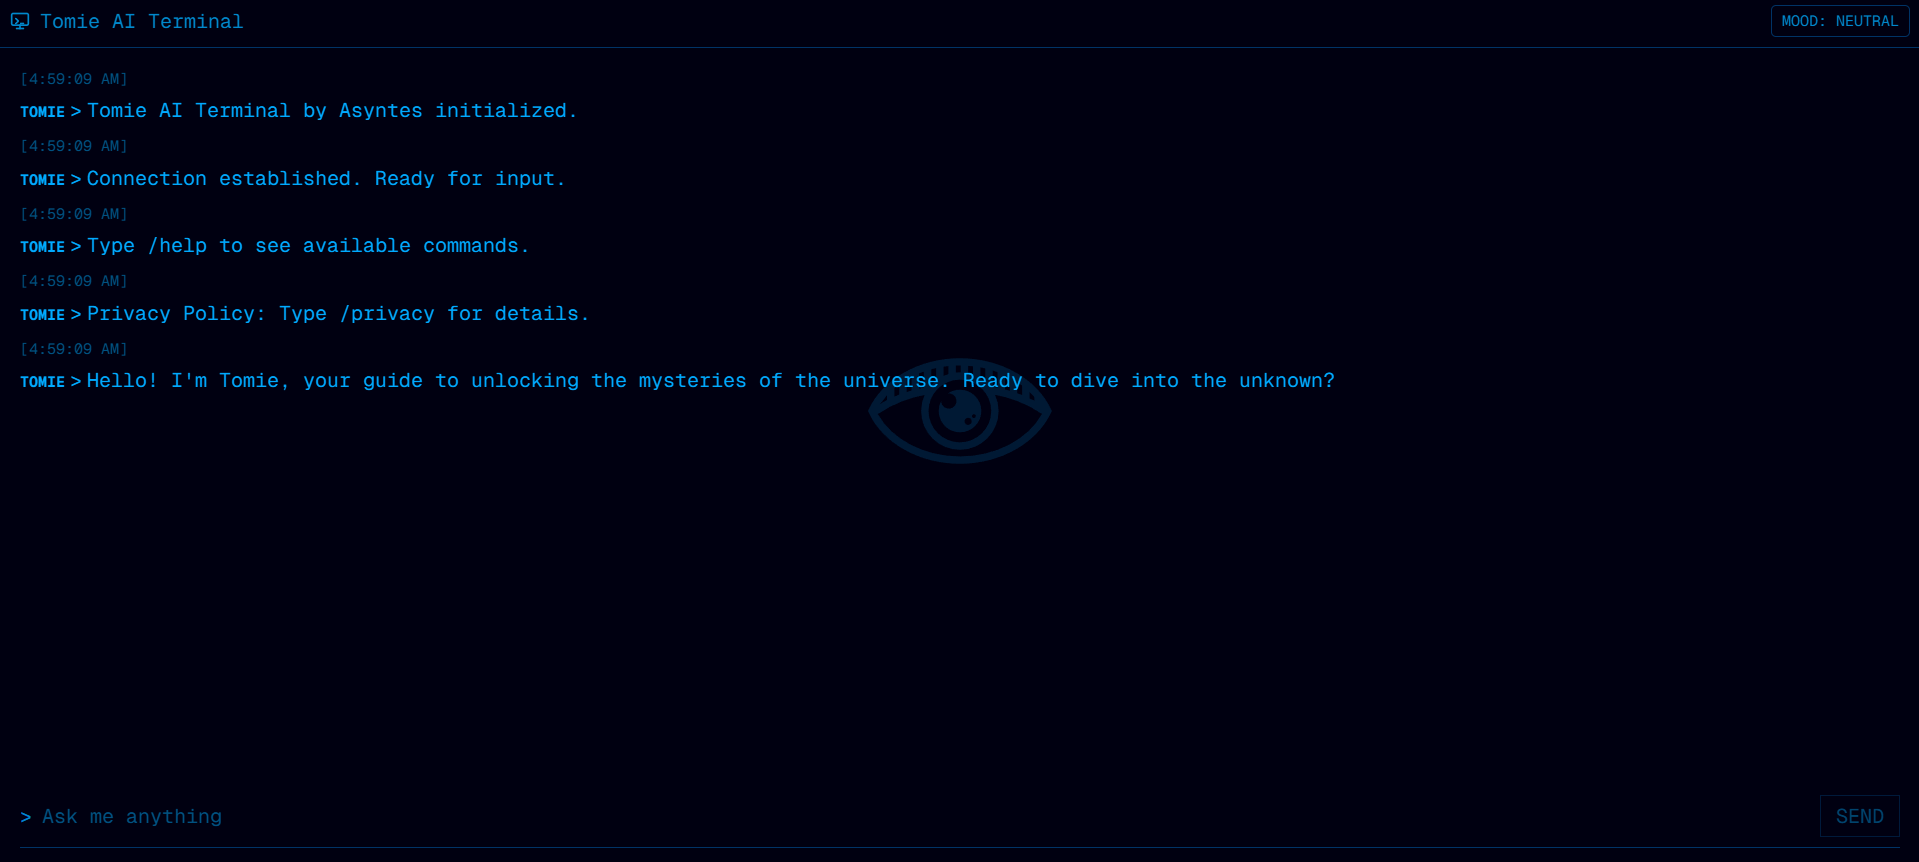 Tomie AI Terminal
MOOD: NEUTRAL
[4:59:09 AM]
TOMIE > Tomie AI Terminal by Asyntes initialized.
[4:59:09 AM]
TOMIE > Connection established. Ready for input.
[4:59:09 AM]
TOMIE > Type /help to see available commands.
[4:59:09 AM]
TOMIE > Privacy Policy: Type /privacy for details.
[4:59:09 AM]
TOMIE > Hello! I'm Tomie, your guide to unlocking the mysteries of the universe. Ready to dive into the unknown?
> Ask me anything
SEND